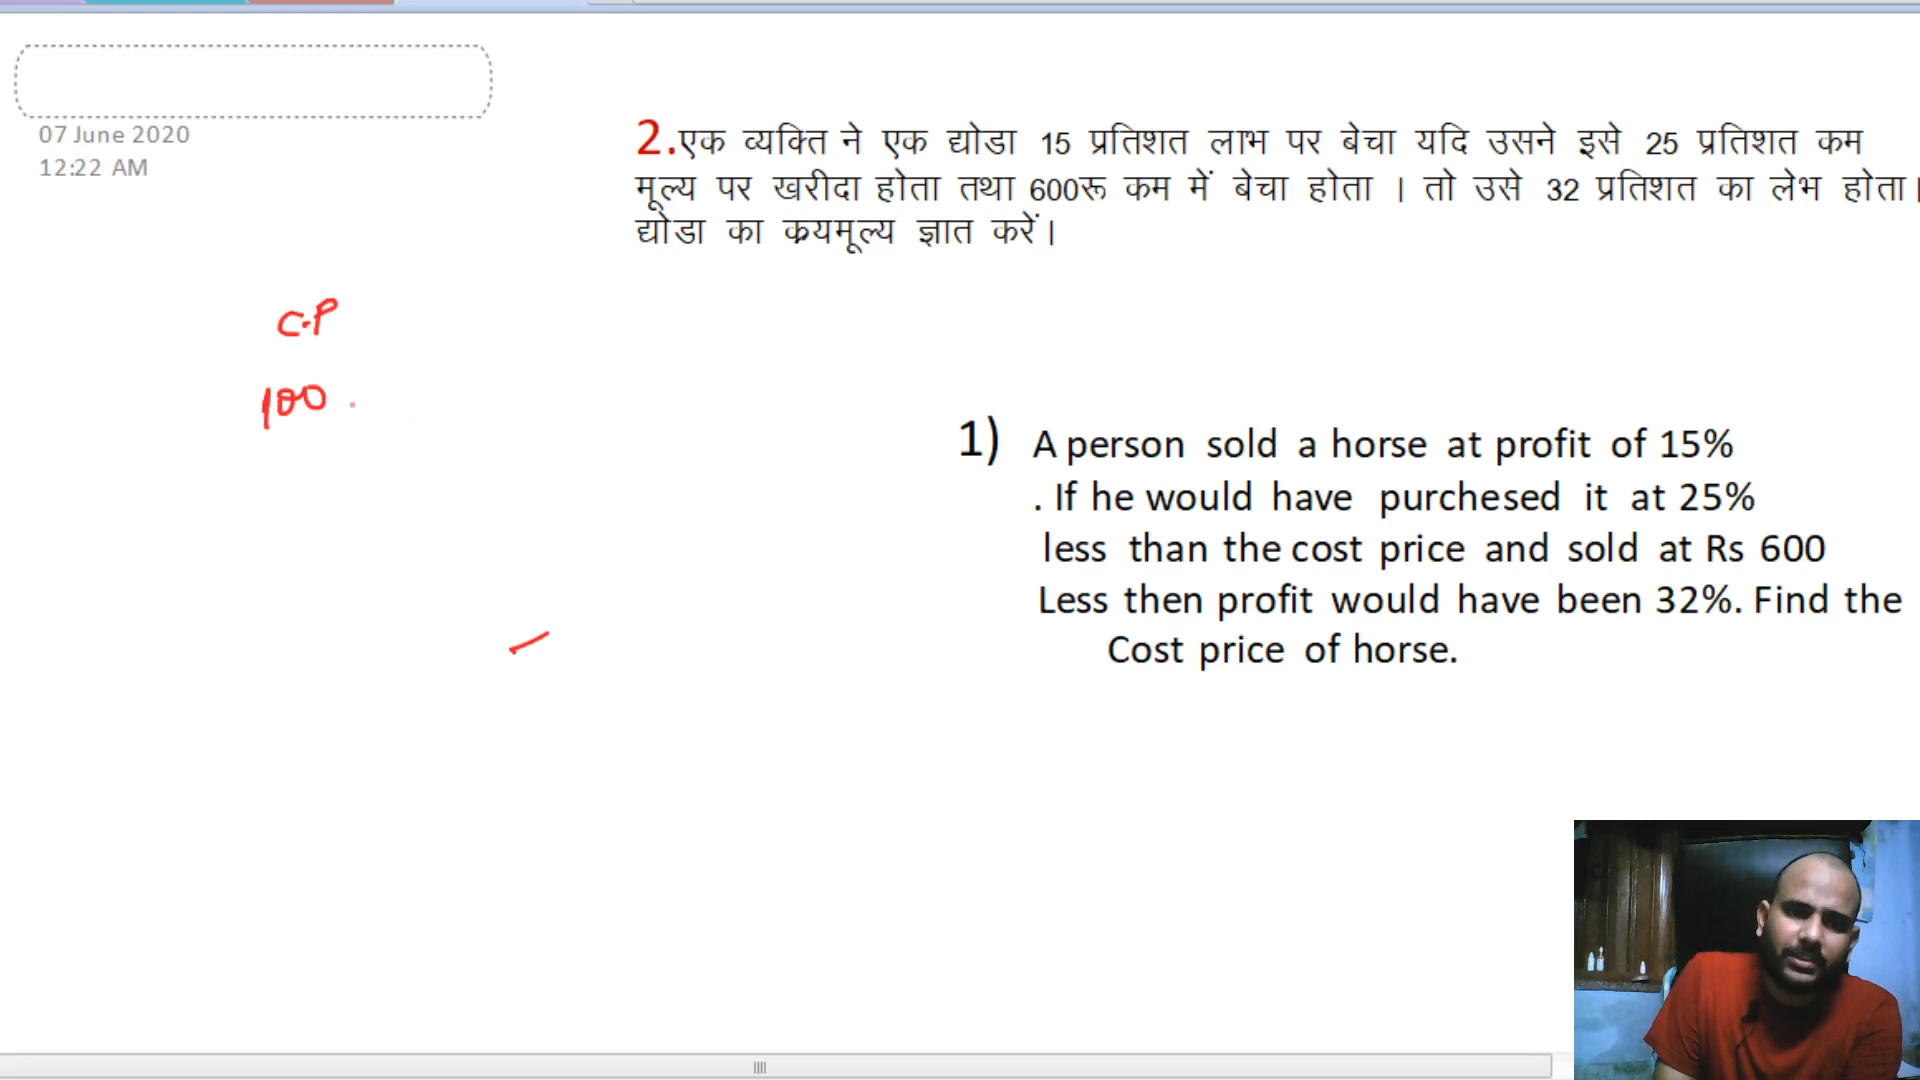 07 June 2020
12:22 AM
2.एक व्यक्ति ने एक द्योडा 15 प्रतिशत लाभ पर बेचा यदि उसने इसे 25 प्रतिशत कम
मूल्य पर खरीदा होता तथा 600रू कम में बेचा होता । तो उसे 32 प्रतिशत का लेभ होता।
द्योडा का क्रयमूल्य ज्ञात करें।
C.P
100
1) A person sold a horse at profit of 15%
. If he would have purchesed it at 25%
less than the cost price and sold at Rs 600
Less then profit would have been 32%. Find the
Cost price of horse.